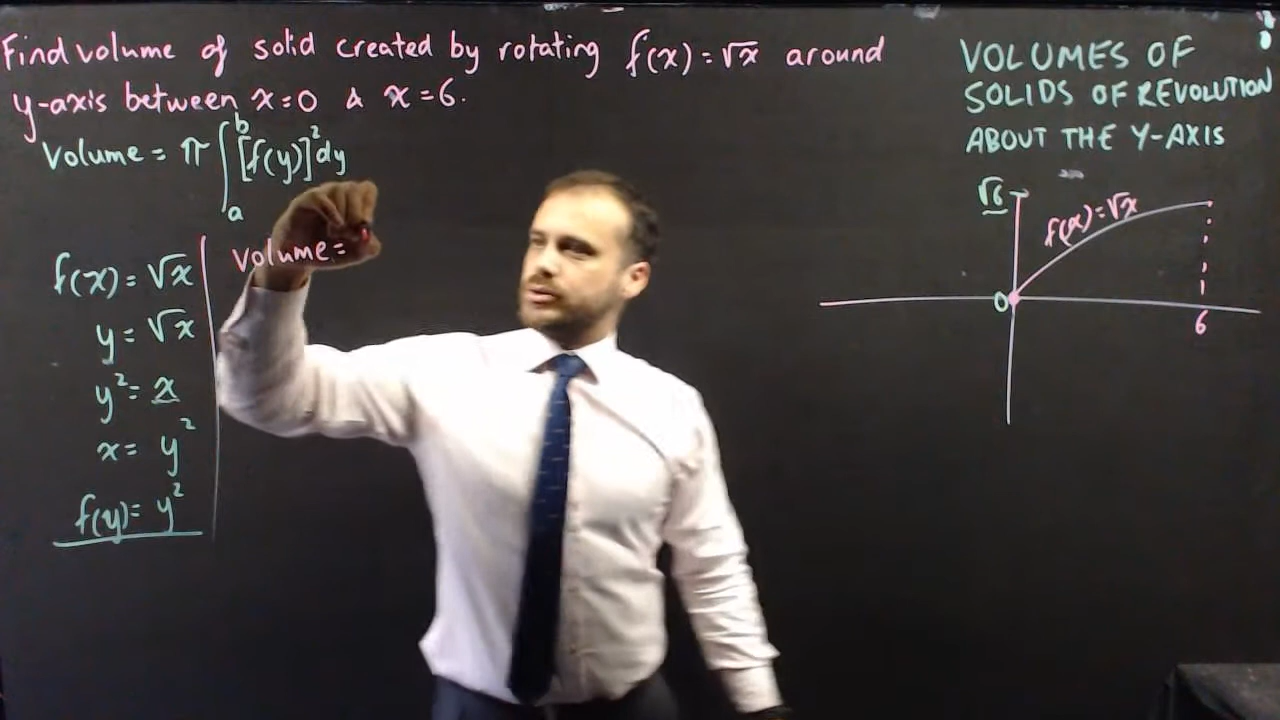 Find volume of solid created by rotating f(x) = √x around
y-axis between x=0 & x=6.
Volume = π ∫ₐᵇ [f(y)]² dy
f(x) = √x
y = √x
y² = x
x = y²
f(y) = y²
Volume =
VOLUMES OF
SOLIDS OF REVOLUTION
ABOUT THE Y-AXIS
√6
f(x)=√x
0
6